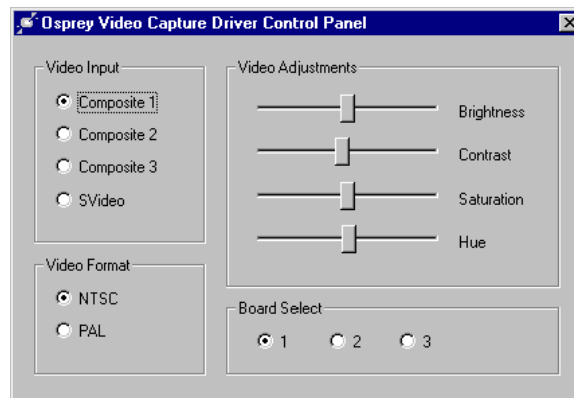 Osprey Video Capture Driver Control Panel
Video Input
Composite 1
Composite 2
Composite 3
SVideo
Video Format
NTSC
PAL
Video Adjustments
Brightness
Contrast
Saturation
Hue
Board Select
1 2 3